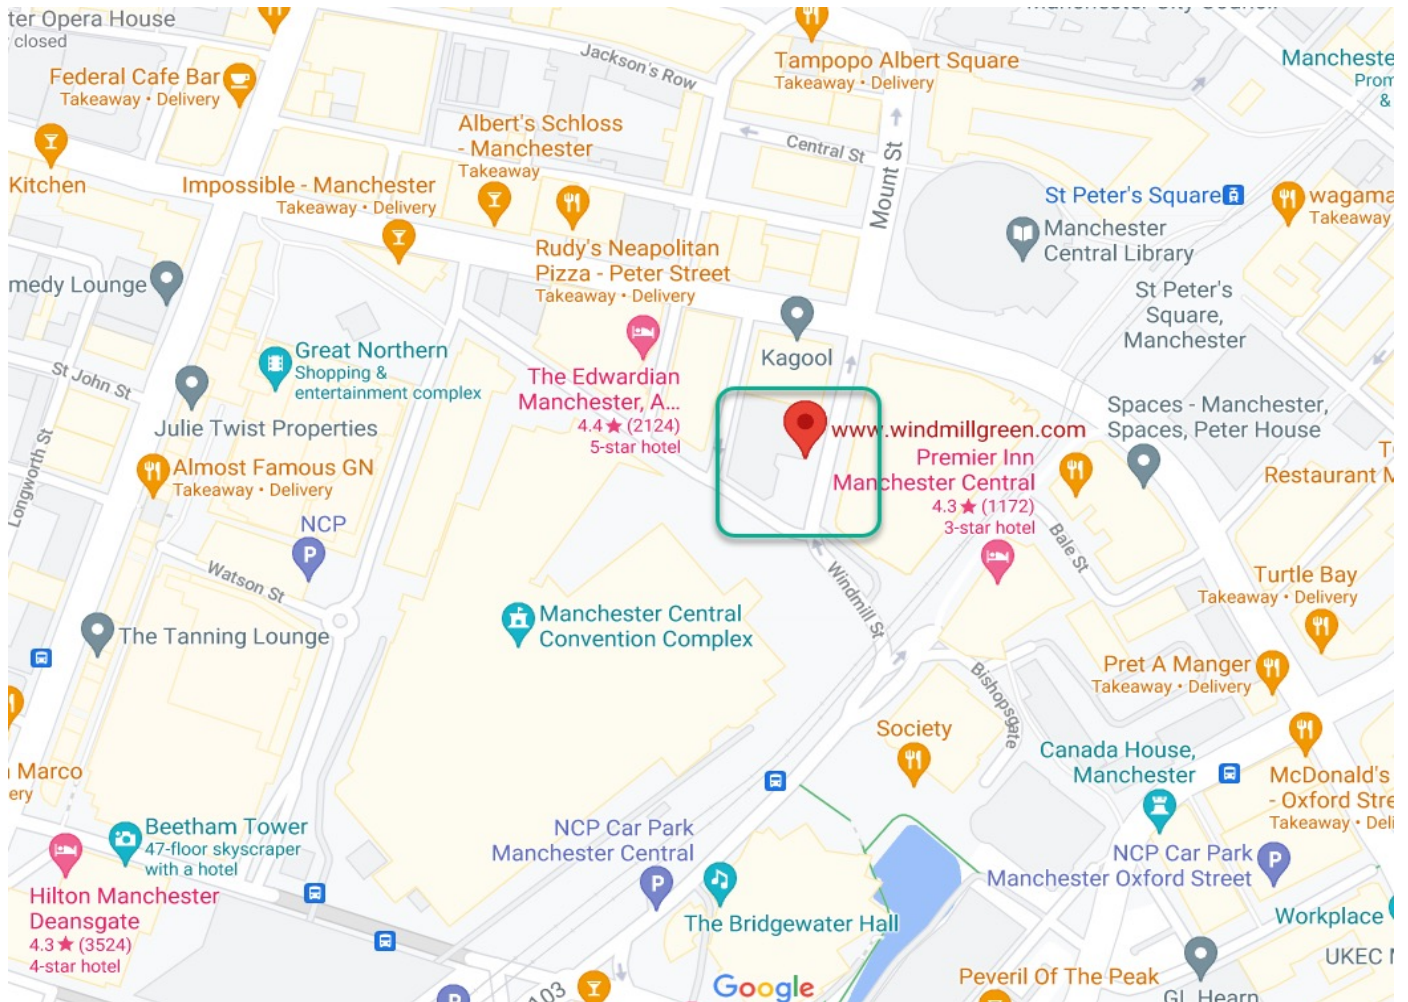 ter Opera House
closed
Federal Cafe Bar
Takeaway • Delivery
Kitchen
Impossible - Manchester
Takeaway • Delivery
Albert's Schloss
- Manchester
Takeaway
Jackson's Row
Tampopo Albert Square
Takeaway • Delivery
Central St
Mount St
Manchester City Council
Mancheste
Prom
&
St Peter's Square
wagama
Takeaway
Manchester
Central Library
St Peter's
Square,
Manchester
Rudy's Neapolitan
Pizza - Peter Street
Takeaway • Delivery
medy Lounge
St John St
Longworth St
Great Northern
Shopping &
entertainment complex
Julie Twist Properties
Almost Famous GN
Takeaway • Delivery
NCP
P
Watson St
The Tanning Lounge
The Edwardian
Manchester, A...
4.4★(2124)
5-star hotel
Kagool
www.windmillgreen.com
Premier Inn
Manchester Central
4.3★(1172)
3-star hotel
Spaces - Manchester,
Spaces, Peter House
Restaurant
Bale St
Windmill St
Turtle Bay
Takeaway • Delivery
Manchester Central
Convention Complex
Bishopsgate
Pret A Manger
Takeaway • Delivery
Society
Canada House,
Manchester
McDonald's
- Oxford Stre
Takeaway • Deli
Marco
ery
Beetham Tower
47-floor skyscraper
with a hotel
Hilton Manchester
Deansgate
4.3★(3524)
4-star hotel
NCP Car Park
Manchester Central
P
The Bridgewater Hall
NCP Car Park
Manchester Oxford Street
P
Workplace
UKEC
Peveril Of The Peak
GL Hearn
Google
103
P